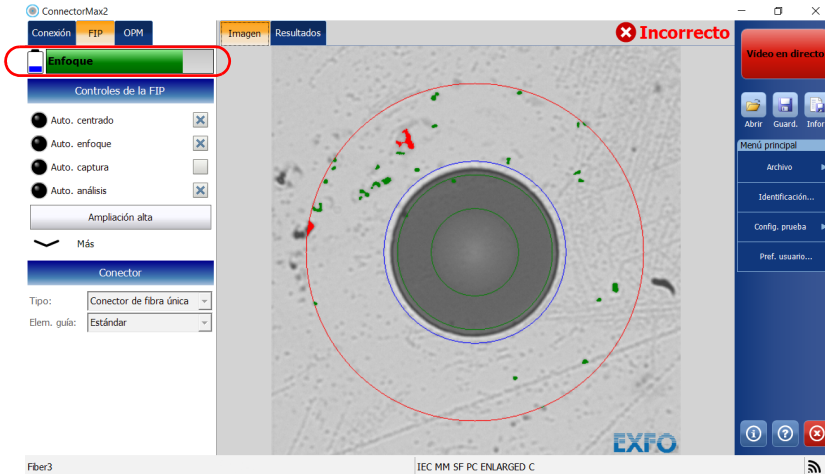 ConnectorMax2
Conexión FIP OPM
Imagen Resultados
Incorrecto
Enfoque
Controles de la FIP
Auto. centrado
Auto. enfoque
Auto. captura
Auto. análisis
Ampliación alta
Más
Conector
Tipo: Conector de fibra única
Elem. guía: Estándar
EXFO
Vídeo en directo
Abrir Guard. Infor
Menú principal
Archivo
Identificación...
Config. prueba
Pref. usuario...
Fiber3
IEC MM SF PC ENLARGED C